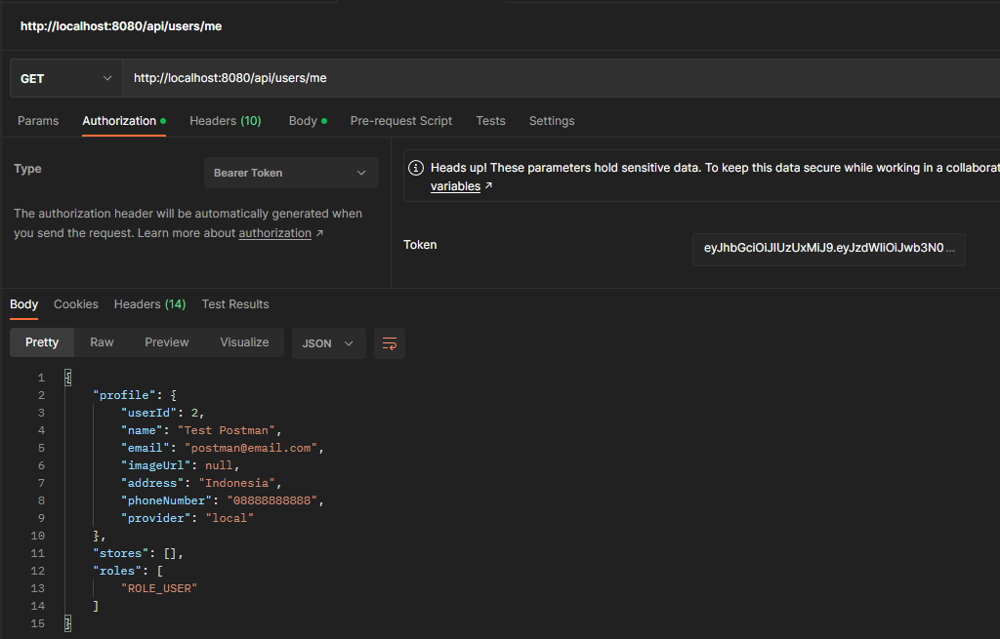 http://localhost:8080/api/users/me
GET http://localhost:8080/api/users/me
Params Authorization Headers (10) Body Pre-request Script Tests Settings
Type Bearer Token
The authorization header will be automatically generated when
you send the request. Learn more about authorization ↗
Heads up! These parameters hold sensitive data. To keep this data secure while working in a collaborat
variables ↗
Token eyJhbGciOiJIUzUxMiJ9.eyJzdWIiOiJwb3N0 ...
Body Cookies Headers (14) Test Results
Pretty Raw Preview Visualize JSON
1 {
2 "profile": {
3 "userId": 2,
4 "name": "Test Postman",
5 "email": "postman@email.com",
6 "imageUrl": null,
7 "address": "Indonesia",
8 "phoneNumber": "08888888888",
9 "provider": "local"
10 },
11 "stores": [],
12 "roles": [
13 "ROLE_USER"
14 ]
15 }